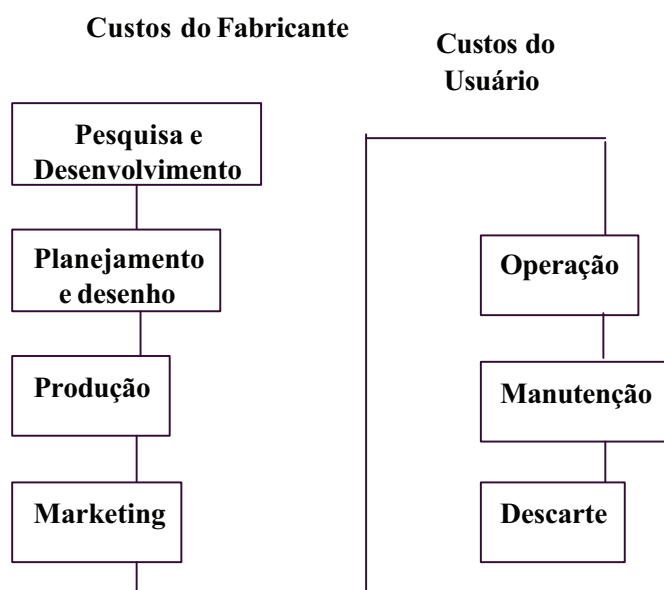 Custos do Fabricante
Custos do
Usuário
Pesquisa e
Desenvolvimento
Planejamento
e desenho
Produção
Marketing
Operação
Manutenção
Descarte